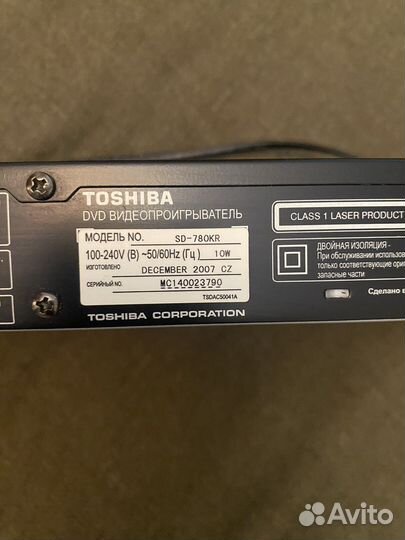 TOSHIBA
DVD ВИДЕОПРОИГРЫВАТЕЛЬ
МОДЕЛЬ NO. SD-780KR
100-240V (В) ~50/60Hz (Гц) 10W
ИЗГОТОВЛЕНО DECEMBER 2007 CZ
СЕРИЙНЫЙ NO. MC140023790
TSDAC50041A
TOSHIBA CORPORATION
CLASS 1 LASER PRODUCT
ДВОЙНАЯ ИЗОЛЯЦИЯ -
При обслуживании использов
только соответствующие ориг
запасные части
Сделано в
Avito